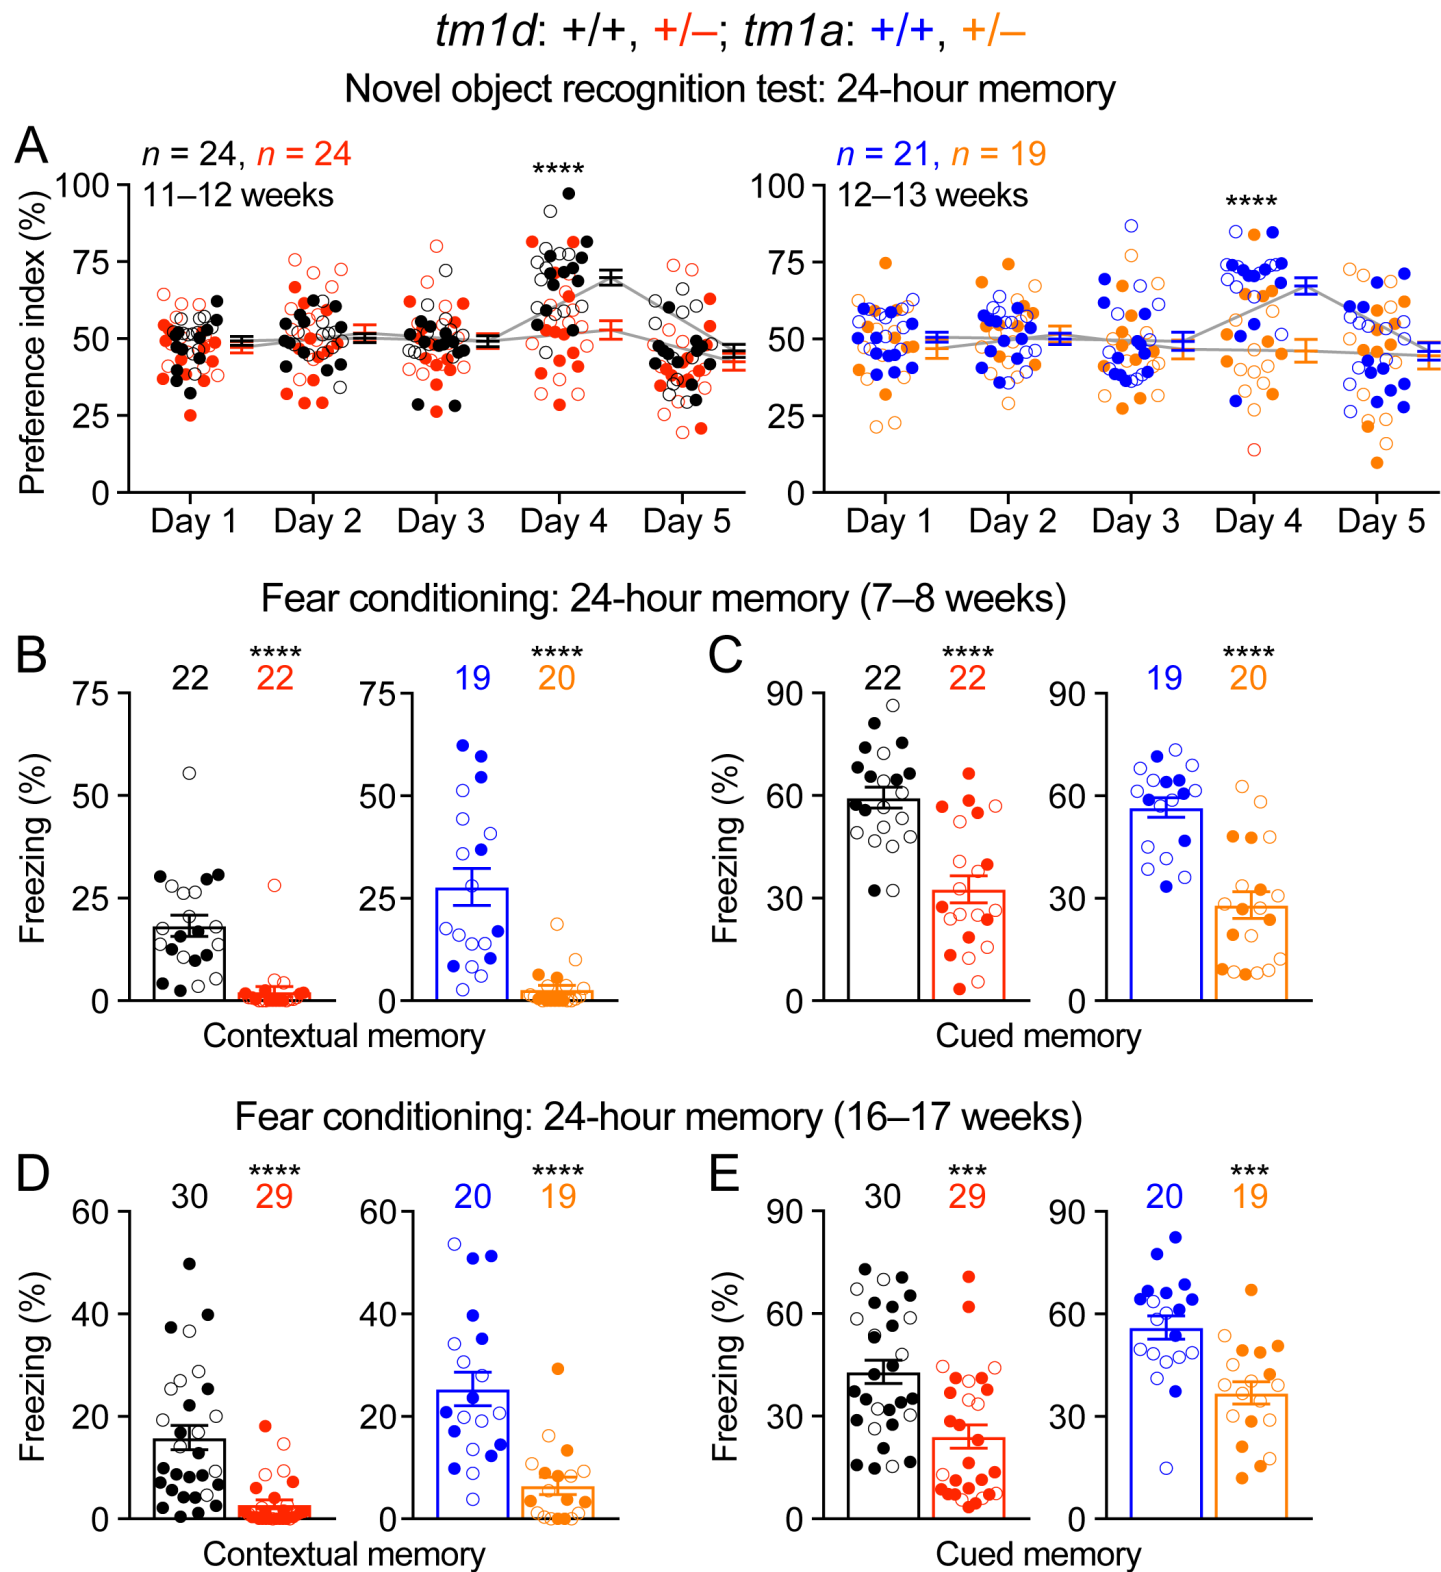 tm1d: +/+, +/–; tm1a: +/+, +/–
Novel object recognition test: 24-hour memory
A
n = 24, n = 24
11–12 weeks
****
Preference index (%)
100
75
50
25
0
Day 1 Day 2 Day 3 Day 4 Day 5
n = 21, n = 19
12–13 weeks
****
100
75
50
25
0
Day 1 Day 2 Day 3 Day 4 Day 5
Fear conditioning: 24-hour memory (7–8 weeks)
B
****
22 22
Freezing (%)
75
50
25
0
****
19 20
75
50
25
0
Contextual memory
C
****
22 22
Freezing (%)
90
60
30
0
****
19 20
90
60
30
0
Cued memory
Fear conditioning: 24-hour memory (16–17 weeks)
D
****
30 29
Freezing (%)
60
40
20
0
****
20 19
60
40
20
0
Contextual memory
E
***
30 29
Freezing (%)
90
60
30
0
***
20 19
90
60
30
0
Cued memory